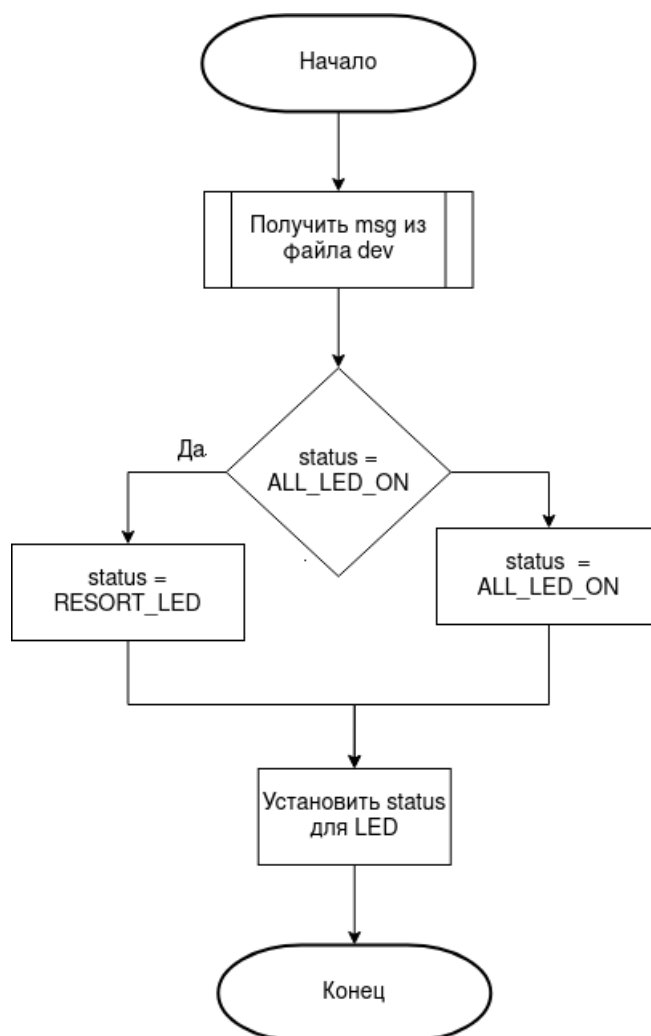 Начало
Получить msg из
файла dev
Да
status =
ALL_LED_ON
status =
RESORT_LED
status =
ALL_LED_ON
Установить status
для LED
Конец